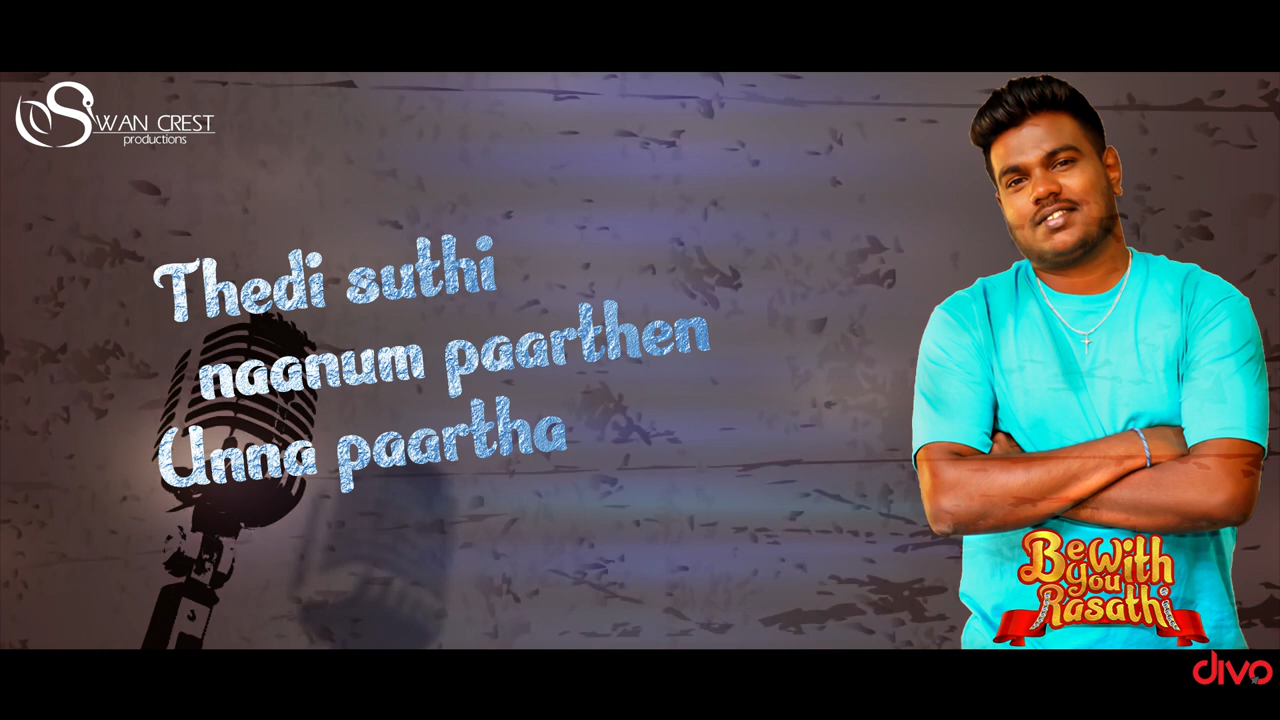 SWAN CREST
productions
Thedi suthi
naanum paarthen
Unna paartha
Be With
You
Rasathi
divo